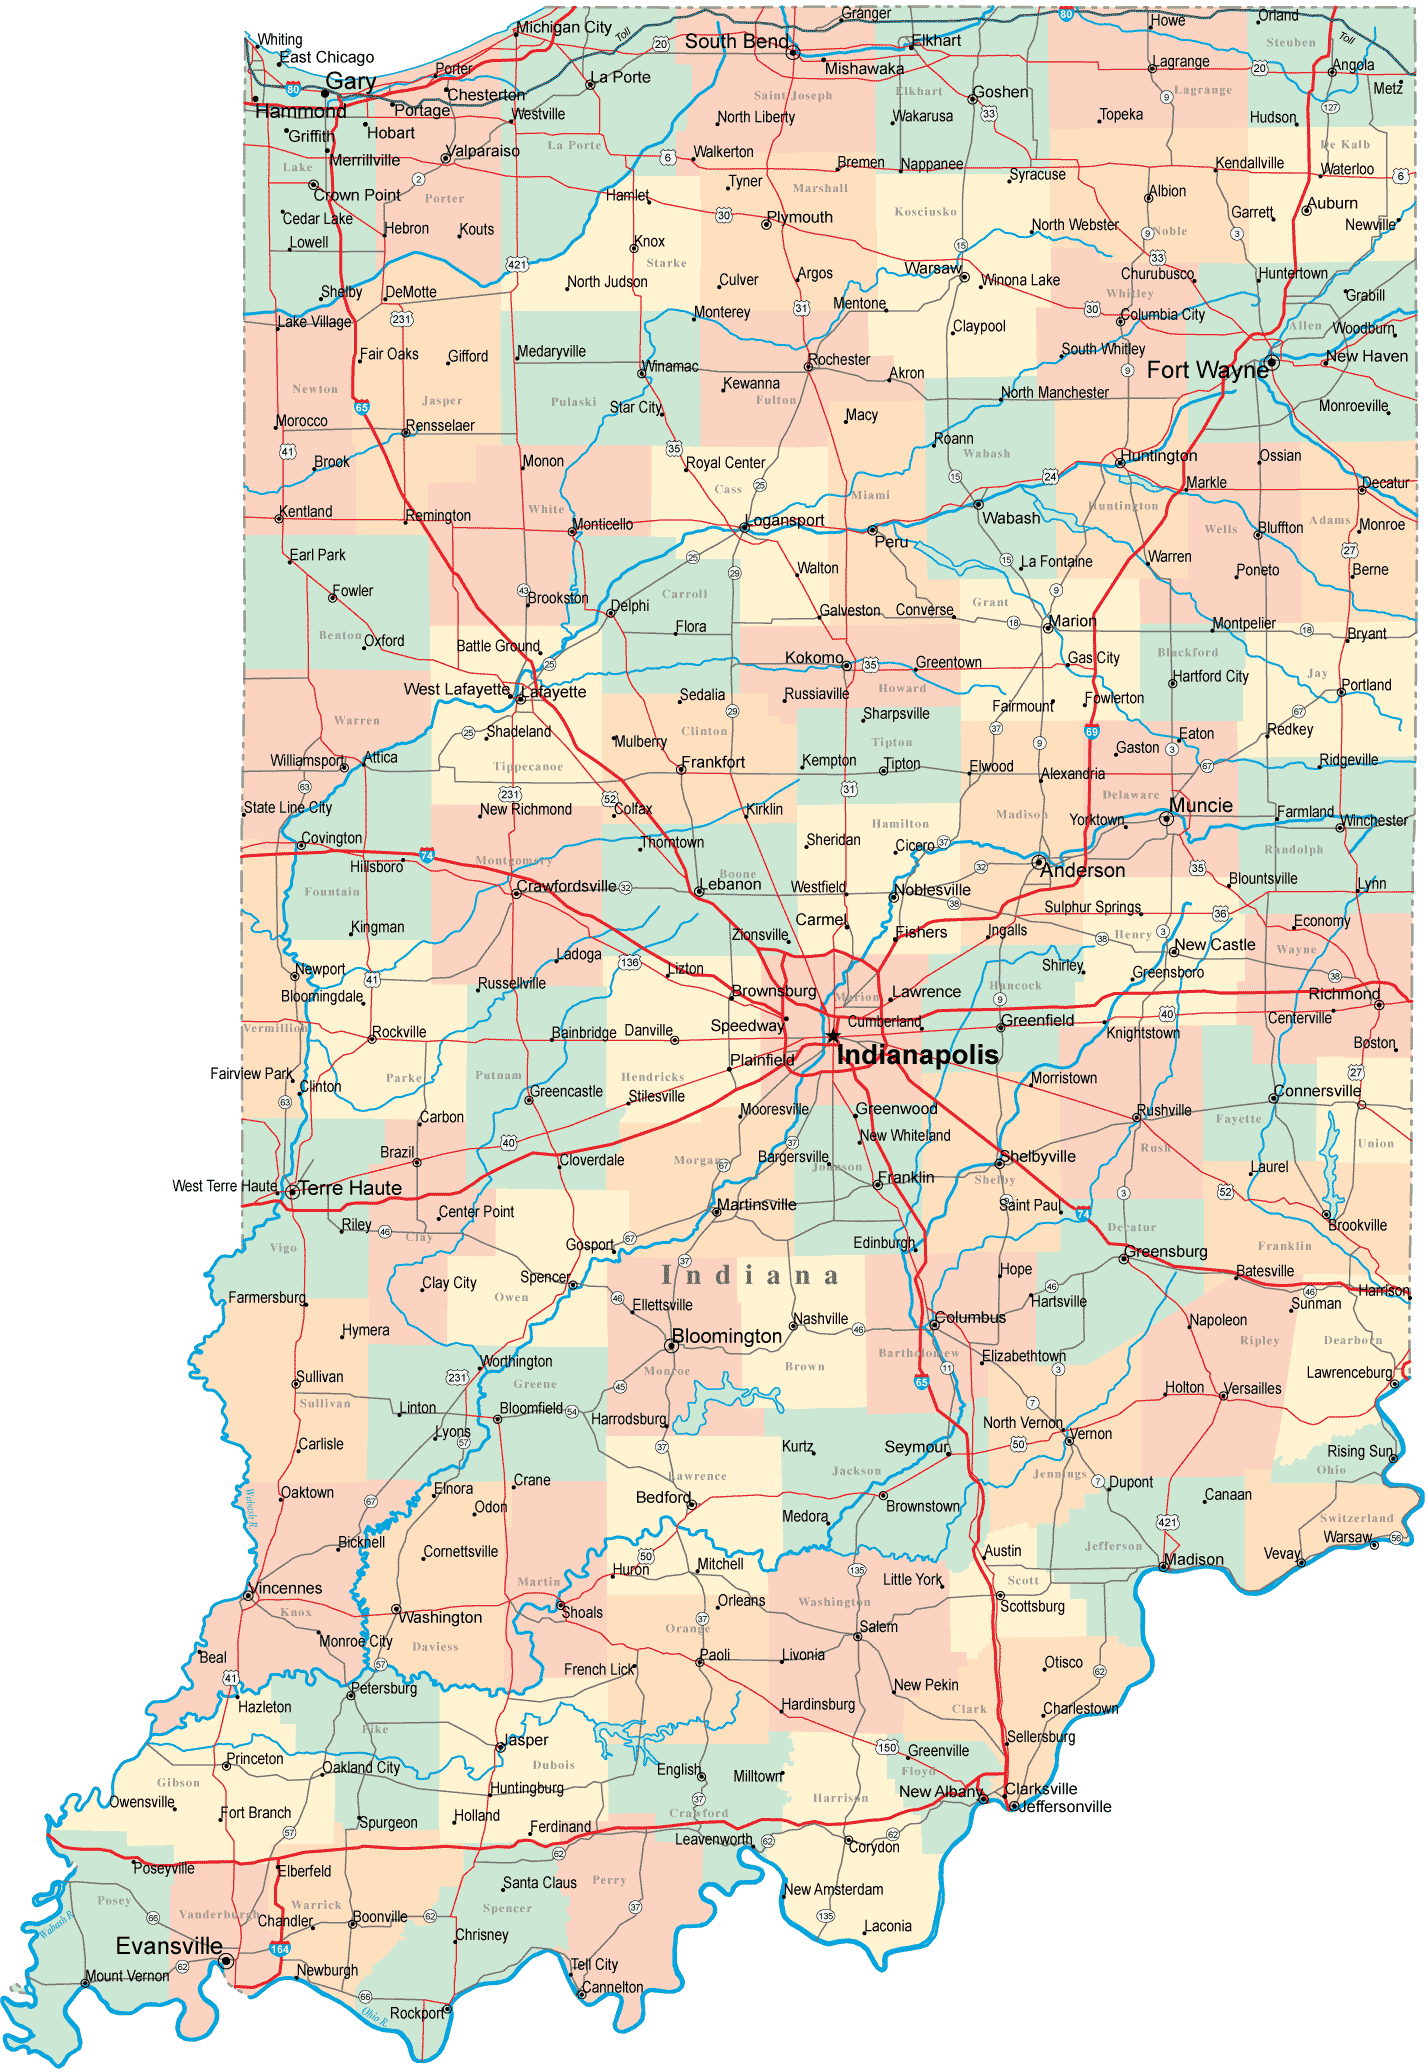 Michigan City
Granger
80
Howe
Orland
Whiting
Toll
20
South Bend
Elkhart
Steuben
Toll
East Chicago
Mishawaka
Lagrange
20
Angola
Porter
La Porte
Gary
80
Chesterton
Saint Joseph
Elkhart
Goshen
9
Lagrange
Metz
Hammond
Portage
Westville
North Liberty
Wakarusa
33
Topeka
Hudson
127
Griffith
Hobart
La Porte
De Kalb
Merrillville
Valparaiso
6
Walkerton
Bremen
Nappanee
Kendallville
Waterloo
Lake
2
Tyner
Marshall
Syracuse
6
Crown Point
Porter
Hamlet
Albion
Cedar Lake
30
Plymouth
Kosciusko
Garrett
Auburn
Hebron
Kouts
Knox
15
North Webster
9
Noble
3
Newville
Lowell
421
Starke
33
North Judson
Culver
Argos
Warsaw
Winona Lake
Churubusco
Huntertown
Shelby
DeMotte
Mentone
Whitley
Grabill
Lake Village
231
Monterey
31
30
Columbia City
Allen
Woodburn
Claypool
Fair Oaks
Gifford
Medaryville
Rochester
South Whitley
New Haven
Winamac
Akron
9
Fort Wayne
Newton
Jasper
Pulaski
Kewanna
Fulton
North Manchester
65
Star City
Macy
Monroeville
Morocco
Rensselaer
Roann
41
35
Wabash
Huntington
Ossian
Brook
Monon
Royal Center
15
24
Markle
Decatur
Cass
25
Miami
Huntington
Kentland
Remington
White
Monticello
Logansport
Wabash
Wells
Bluffton
Adams
Monroe
Peru
Earl Park
25
15
La Fontaine
Warren
27
Walton
Poneto
Berne
Fowler
43
Brookston
29
Carroll
9
Delphi
Galveston
Converse
Grant
18
Marion
Montpelier
18
Bryant
Benton
Flora
Oxford
Battle Ground
25
Kokomo
35
Greentown
Gas City
Blackford
Hartford City
Jay
Portland
West Lafayette
Lafayette
Sedalia
Russiaville
Howard
Fairmount
Fowlerton
67
Warren
29
Sharpsville
Redkey
25
Shadeland
Mulberry
Clinton
Tipton
37
9
69
Gaston
3
Eaton
Williamsport
Attica
Tippecanoe
Frankfort
Kempton
Tipton
Elwood
Alexandria
67
Ridgeville
63
231
52
31
Delaware
State Line City
New Richmond
Colfax
Kirklin
Hamilton
Madison
Yorktown
Muncie
Farmland
Winchester
Covington
Thorntown
Sheridan
Cicero
37
Hillsboro
74
Montgomery
Boone
32
Anderson
35
Randolph
Fountain
Crawfordsville
32
Lebanon
Westfield
Noblesville
38
Blountsville
Lynn
Sulphur Springs
36
Kingman
Zionsville
Carmel
Fishers
Ingalls
38
Henry
3
Economy
Ladoga
136
New Castle
Wayne
Newport
41
Lizton
Shirley
Greensboro
38
Bloomingdale
Russellville
Brownsburg
Marion
Lawrence
9
Hancock
Richmond
Vermillion
Rockville
Bainbridge
Danville
Speedway
Cumberland
Greenfield
Knightstown
40
Centerville
Indianapolis
Boston
Fairview Park
Clinton
Parke
Putnam
Hendricks
Plainfield
Morristown
27
63
Greencastle
Stilesville
Connersville
Carbon
Mooresville
Greenwood
Rushville
Fayette
40
37
New Whiteland
Rush
Union
Brazil
Cloverdale
Morgan
67
Bargersville
Johnson
Shelbyville
Laurel
West Terre Haute
Terre Haute
Franklin
Shelby
3
52
Center Point
Martinsville
9
Saint Paul
74
Decatur
Brookville
Riley
46
Clay
Gosport
67
Edinburgh
Greensburg
Franklin
Vigo
37
Indiana
Hope
46
Batesville
Clay City
Spencer
Owen
46
Ellettsville
Hartsville
46
Sunman
Harrison
Farmersburg
Nashville
Columbus
Napoleon
Hymera
Bloomington
46
Ripley
Dearborn
Worthington
Monroe
Brown
Bartholomew
11
Elizabethtown
3
Sullivan
231
Greene
45
65
Holton
Versailles
Lawrenceburg
Sullivan
Linton
Bloomfield
54
Harrodsburg
7
North Vernon
Vernon
Carlisle
Lyons
57
37
Kurtz
Seymour
50
Rising Sun
Lawrence
Jackson
Jennings
7
Dupont
Ohio
Wabash R.
Oaktown
67
Elnora
Crane
Bedford
Brownstown
Canaan
Odon
Medora
421
Switzerland
Bicknell
Cornettsville
50
Mitchell
Austin
Jefferson
Warsaw
56
Huron
135
Little York
Vevay
Madison
Vincennes
Martin
Scott
Knox
Washington
Shoals
Orleans
Washington
Scottsburg
Monroe City
Daviess
37
Orange
Salem
Beal
57
French Lick
Paoli
Livonia
Otisco
62
41
Petersburg
New Pekin
Hazleton
Hardinsburg
Clark
Charlestown
Pike
Jasper
150
Greenville
Sellersburg
Princeton
Oakland City
Dubois
English
Milltown
Floyd
Gibson
Huntingburg
37
New Albany
Clarksville
Owensville
Fort Branch
Spurgeon
Holland
Crawford
Harrison
Jeffersonville
57
Ferdinand
Leavenworth
62
62
Corydon
Poseyville
Elberfeld
62
Posey
Warrick
Santa Claus
Perry
New Amsterdam
66
Vanderburgh
Chandler
Boonville
62
Spencer
37
135
Laconia
Wabash R.
Evansville
164
Chrisney
62
Newburgh
Tell City
Mount Vernon
66
Cannelton
Ohio R.
Rockport